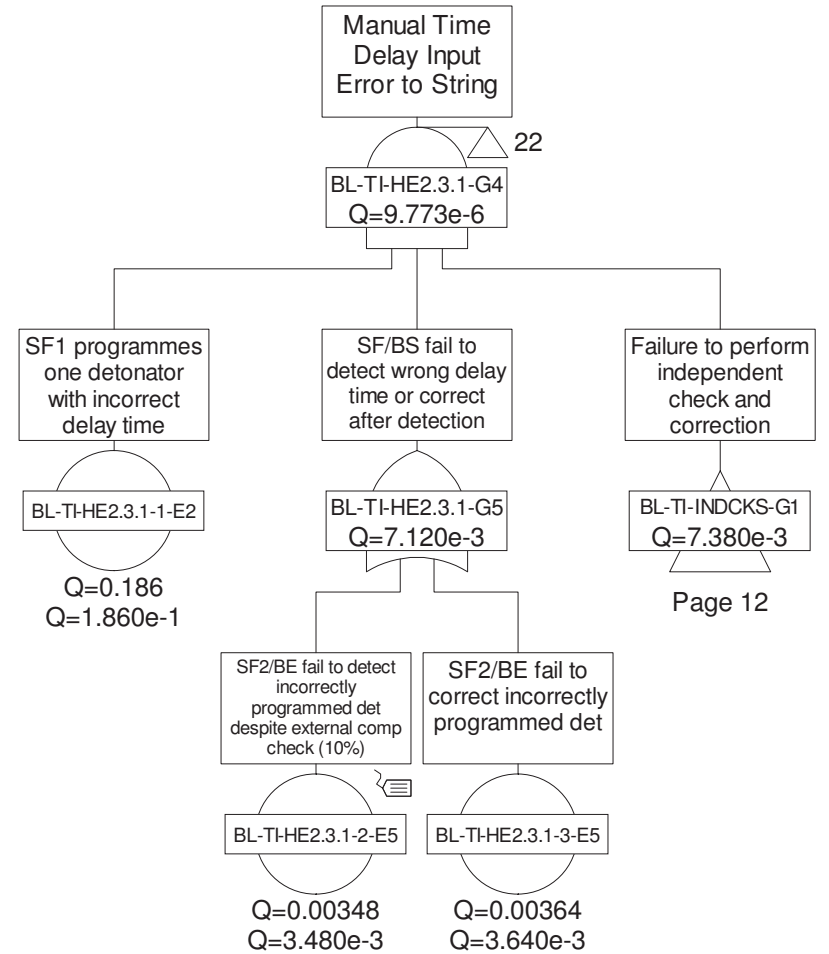 Manual Time
Delay Input
Error to String
22
BL-TI-HE2.3.1-G4
Q=9.773e-6
SF1 programmes
one detonator
with incorrect
delay time
BL-TI-HE2.3.1-1-E2
Q=0.186
Q=1.860e-1
SF/BS fail to
detect wrong delay
time or correct
after detection
BL-TI-HE2.3.1-G5
Q=7.120e-3
Failure to perform
independent
check and
correction
BL-TI-INDCKS-G1
Q=7.380e-3
Page 12
SF2/BE fail to detect
incorrectly
programmed det
despite external comp
check (10%)
BL-TI-HE2.3.1-2-E5
Q=0.00348
Q=3.480e-3
SF2/BE fail to
correct incorrectly
programmed det
BL-TI-HE2.3.1-3-E5
Q=0.00364
Q=3.640e-3